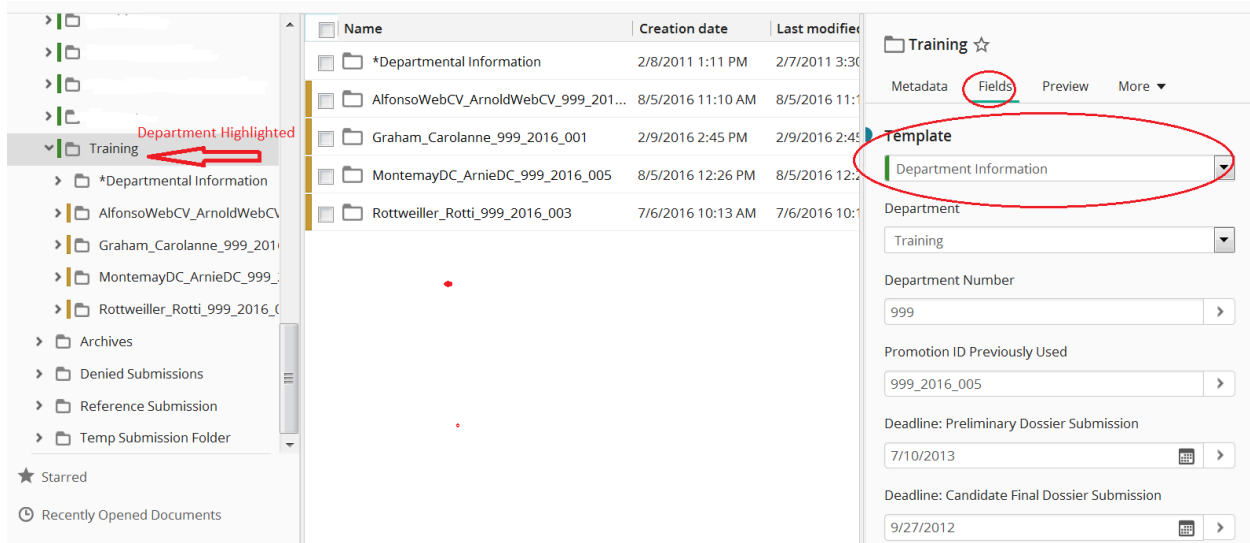 Department Highlighted
Training
*Departmental Information
AlfonsoWebCV_ArnoldWebCV
Graham_Carolanne_999_201
MontemayDC_ArnieDC_999_
Rottweiller_Rotti_999_2016_
Archives
Denied Submissions
Reference Submission
Temp Submission Folder
Starred
Recently Opened Documents
Name Creation date Last modified
*Departmental Information 2/8/2011 1:11 PM 2/7/2011 3:30
AlfonsoWebCV_ArnoldWebCV_999_201... 8/5/2016 11:10 AM 8/5/2016 11:1
Graham_Carolanne_999_2016_001 2/9/2016 2:45 PM 2/9/2016 2:45
MontemayDC_ArnieDC_999_2016_005 8/5/2016 12:26 PM 8/5/2016 12:2
Rottweiller_Rotti_999_2016_003 7/6/2016 10:13 AM 7/6/2016 10:1
Training
Metadata Fields Preview More
Template
Department Information
Department
Training
Department Number
999
Promotion ID Previously Used
999_2016_005
Deadline: Preliminary Dossier Submission
7/10/2013
Deadline: Candidate Final Dossier Submission
9/27/2012